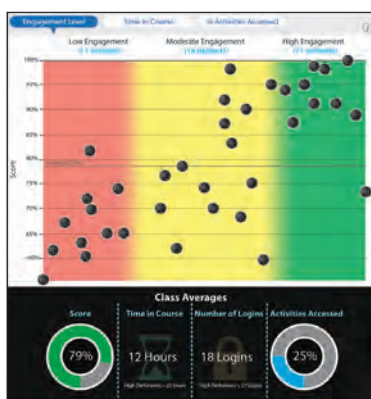 Engagement Level Time in Course % Activities Accessed
Low Engagement Moderate Engagement High Engagement
100%
95%
90%
85%
80%
75%
70%
65%
Score
Class Averages
Score Time in Course Number of Logins Activities Accessed
79% 12 Hours 18 Logins 25%